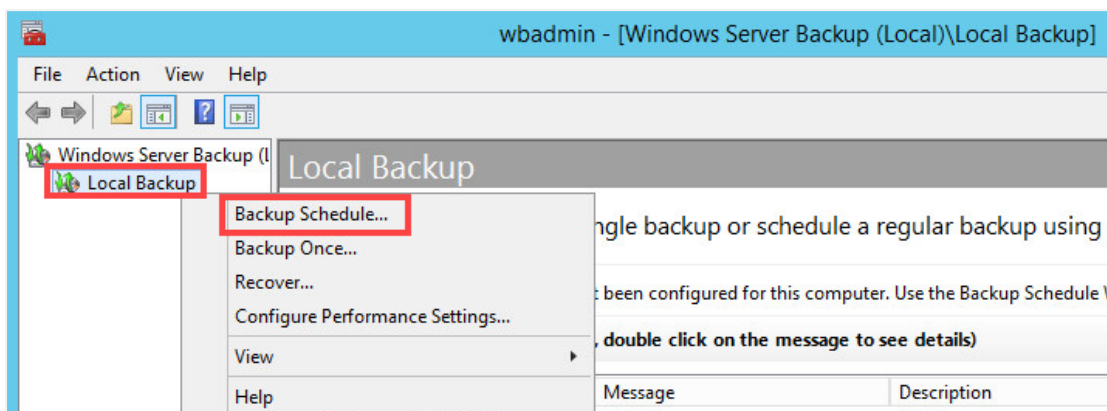 wbadmin - [Windows Server Backup (Local)\Local Backup]
File Action View Help
Windows Server Backup (L
Local Backup
Local Backup
Backup Schedule...
Backup Once...
Recover...
Configure Performance Settings...
View
Help
ngle backup or schedule a regular backup using
t been configured for this computer. Use the Backup Schedule
, double click on the message to see details)
Message Description